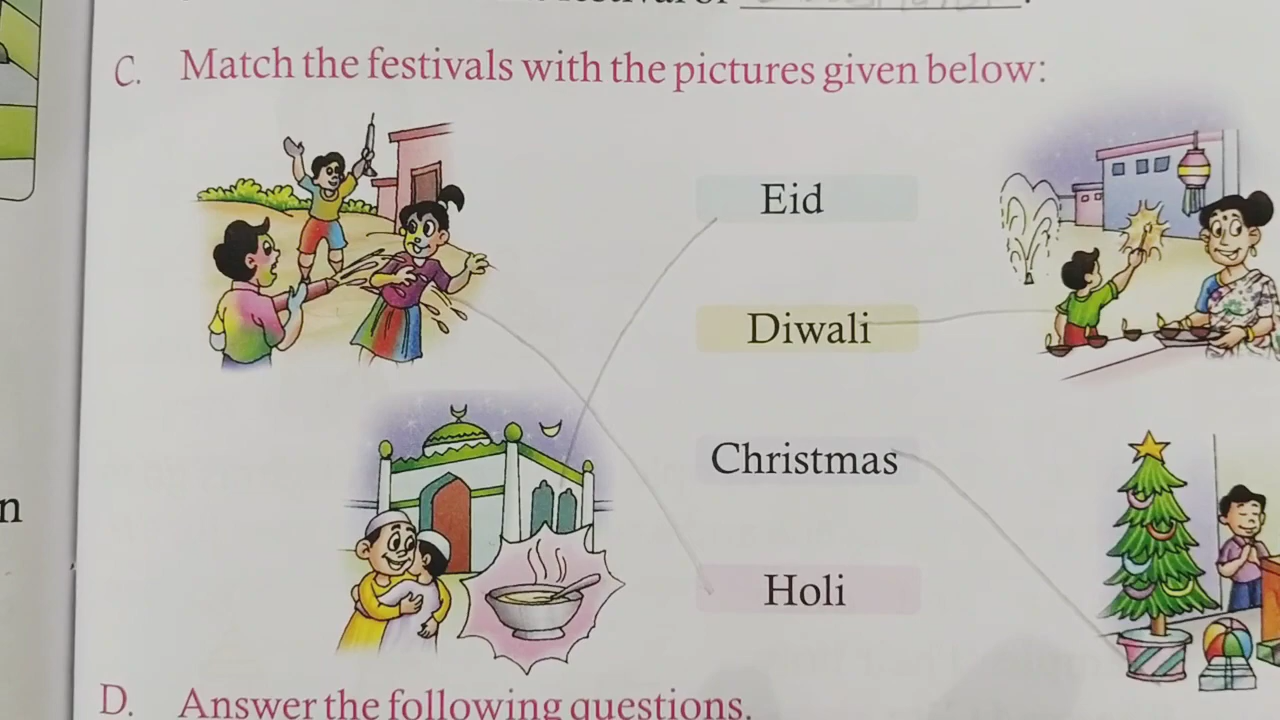 C. Match the festivals with the pictures given below:
Eid
Diwali
Christmas
Holi
n
D. Answer the following questions.